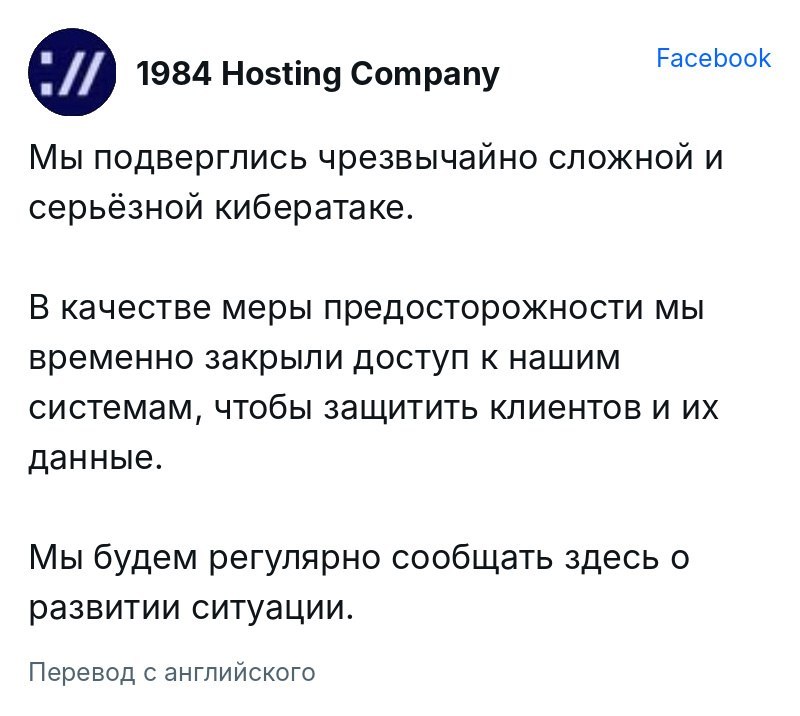 ://
1984 Hosting Company
Facebook
Мы подверглись чрезвычайно сложной и
серьёзной кибератаке.
В качестве меры предосторожности мы
временно закрыли доступ к нашим
системам, чтобы защитить клиентов и их
данные.
Мы будем регулярно сообщать здесь о
развитии ситуации.
Перевод с английского